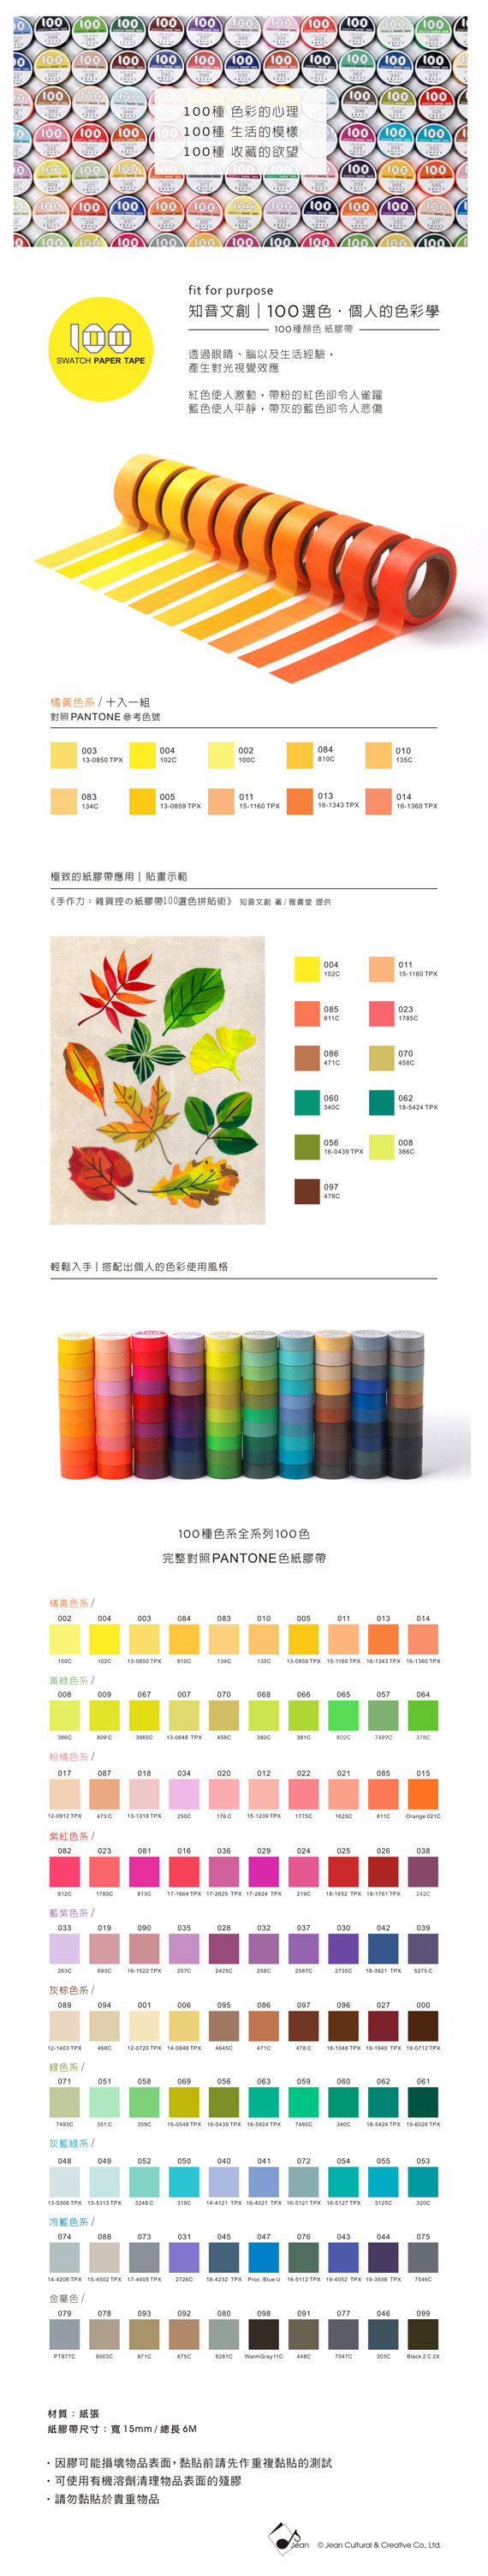 100種 色彩的心理
100種 生活的模樣
100種 收藏的欲望
fit for purpose
知音文創｜100選色・個人的色彩學
100種顏色 紙膠帶
100
SWATCH PAPER TAPE
透過眼睛、腦以及生活經驗，
產生對光視覺效應
紅色使人激動，帶粉的紅色卻令人雀躍
藍色使人平靜，帶灰的藍色卻令人悲傷
橘黃色系 / 十入一組
對照PANTONE 參考色號
003 004 002 084 010
13-0850 TPX 102C 100C 810C 135C
083 005 011 013 014
134C 13-0859 TPX 15-1160 TPX 16-1343 TPX 16-1360 TPX
極致的紙膠帶應用 | 貼畫示範
《手作力：雜貨控の紙膠帶100選色拼貼術》 知音文創 著/雅書堂 提供
004 011
102C 15-1160 TPX
085 023
811C 1785C
086 070
471C 458C
060 062
340C 18-5424 TPX
056 008
16-0439 TPX 386C
097
478C
輕鬆入手 | 搭配出個人的色彩使用風格
100種色系全系列100色
完整對照PANTONE色紙膠帶
橘黃色系 /
002 004 003 084 083 010 005 011 013 014
100C 102C 13-0850 TPX 810C 134C 135C 13-0859 TPX 15-1160 TPX 16-1343 TPX 16-1360 TPX
黃綠色系 /
008 009 067 007 070 068 066 065 057 064
386C 809 C 3965C 13-0648 TPX 458C 380C 381C 802C 7489C 375C
粉橘色系 /
017 087 018 034 020 012 022 021 085 015
12-0912 TPX 473 C 13-1318 TPX 250C 176 C 15-1239 TPX 1775C 1625C 811C Orange 021C
紫紅色系 /
082 023 081 016 036 029 024 025 026 038
812C 1785C 813C 17-1664 TPX 17-2625 TPX 17-2624 TPX 219C 18-1652 TPX 19-1761 TPX 242C
藍紫色系 /
033 019 090 035 028 032 037 030 042 039
263C 693C 16-1522 TPX 257C 2425C 258C 2587C 2735C 18-3921 TPX 5275 C
灰棕色系 /
089 094 001 006 095 086 097 096 027 000
12-1403 TPX 468C 12-0720 TPX 14-0848 TPX 4645C 471C 478 C 18-1048 TPX 19-1940 TPX 19-0712 TPX
綠色系 /
071 051 058 069 056 063 059 060 062 061
7493C 351 C 359C 15-0548 TPX 16-0439 TPX 16-5924 TPX 7480C 340C 18-5424 TPX 19-6026 TPX
灰藍綠系 /
048 049 052 050 040 041 072 054 055 053
13-5306 TPX 13-5313 TPX 3248 C 319C 14-4121 TPX 16-4021 TPX 16-5121 TPX 16-5127 TPX 3125C 320C
冷藍色系 /
074 088 073 031 045 047 076 043 044 075
14-4206 TPX 15-4502 TPX 17-4405 TPX 2726C 18-4232 TPX Proc. Blue U 18-5112 TPX 19-4052 TPX 19-3938 TPX 7546C
金屬色 /
079 078 093 092 080 098 091 077 046 099
PT877C 8003C 871C 875C 8281C WarmGray11C 448C 7547C 303C Black 2 C 2X
材質：紙張
紙膠帶尺寸：寬15mm / 總長6M
・因膠可能損壞物品表面，黏貼前請先作重複黏貼的測試
・可使用有機溶劑清理物品表面的殘膠
・請勿黏貼於貴重物品
Jean © Jean Cultural & Creative Co., Ltd.